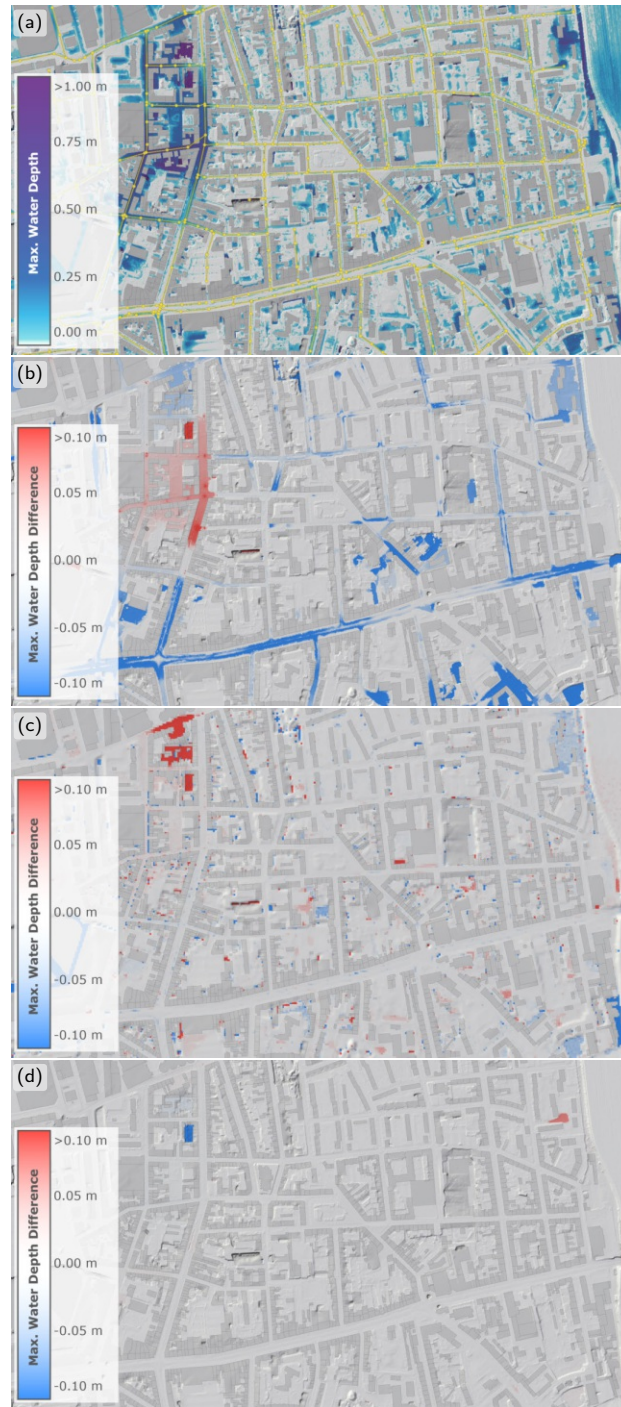 (a)
Max. Water Depth
>1.00 m
0.75 m
0.50 m
0.25 m
0.00 m
(b)
Max. Water Depth Difference
>0.10 m
0.05 m
0.00 m
-0.05 m
-0.10 m
(c)
Max. Water Depth Difference
>0.10 m
0.05 m
0.00 m
-0.05 m
-0.10 m
(d)
Max. Water Depth Difference
>0.10 m
0.05 m
0.00 m
-0.05 m
-0.10 m